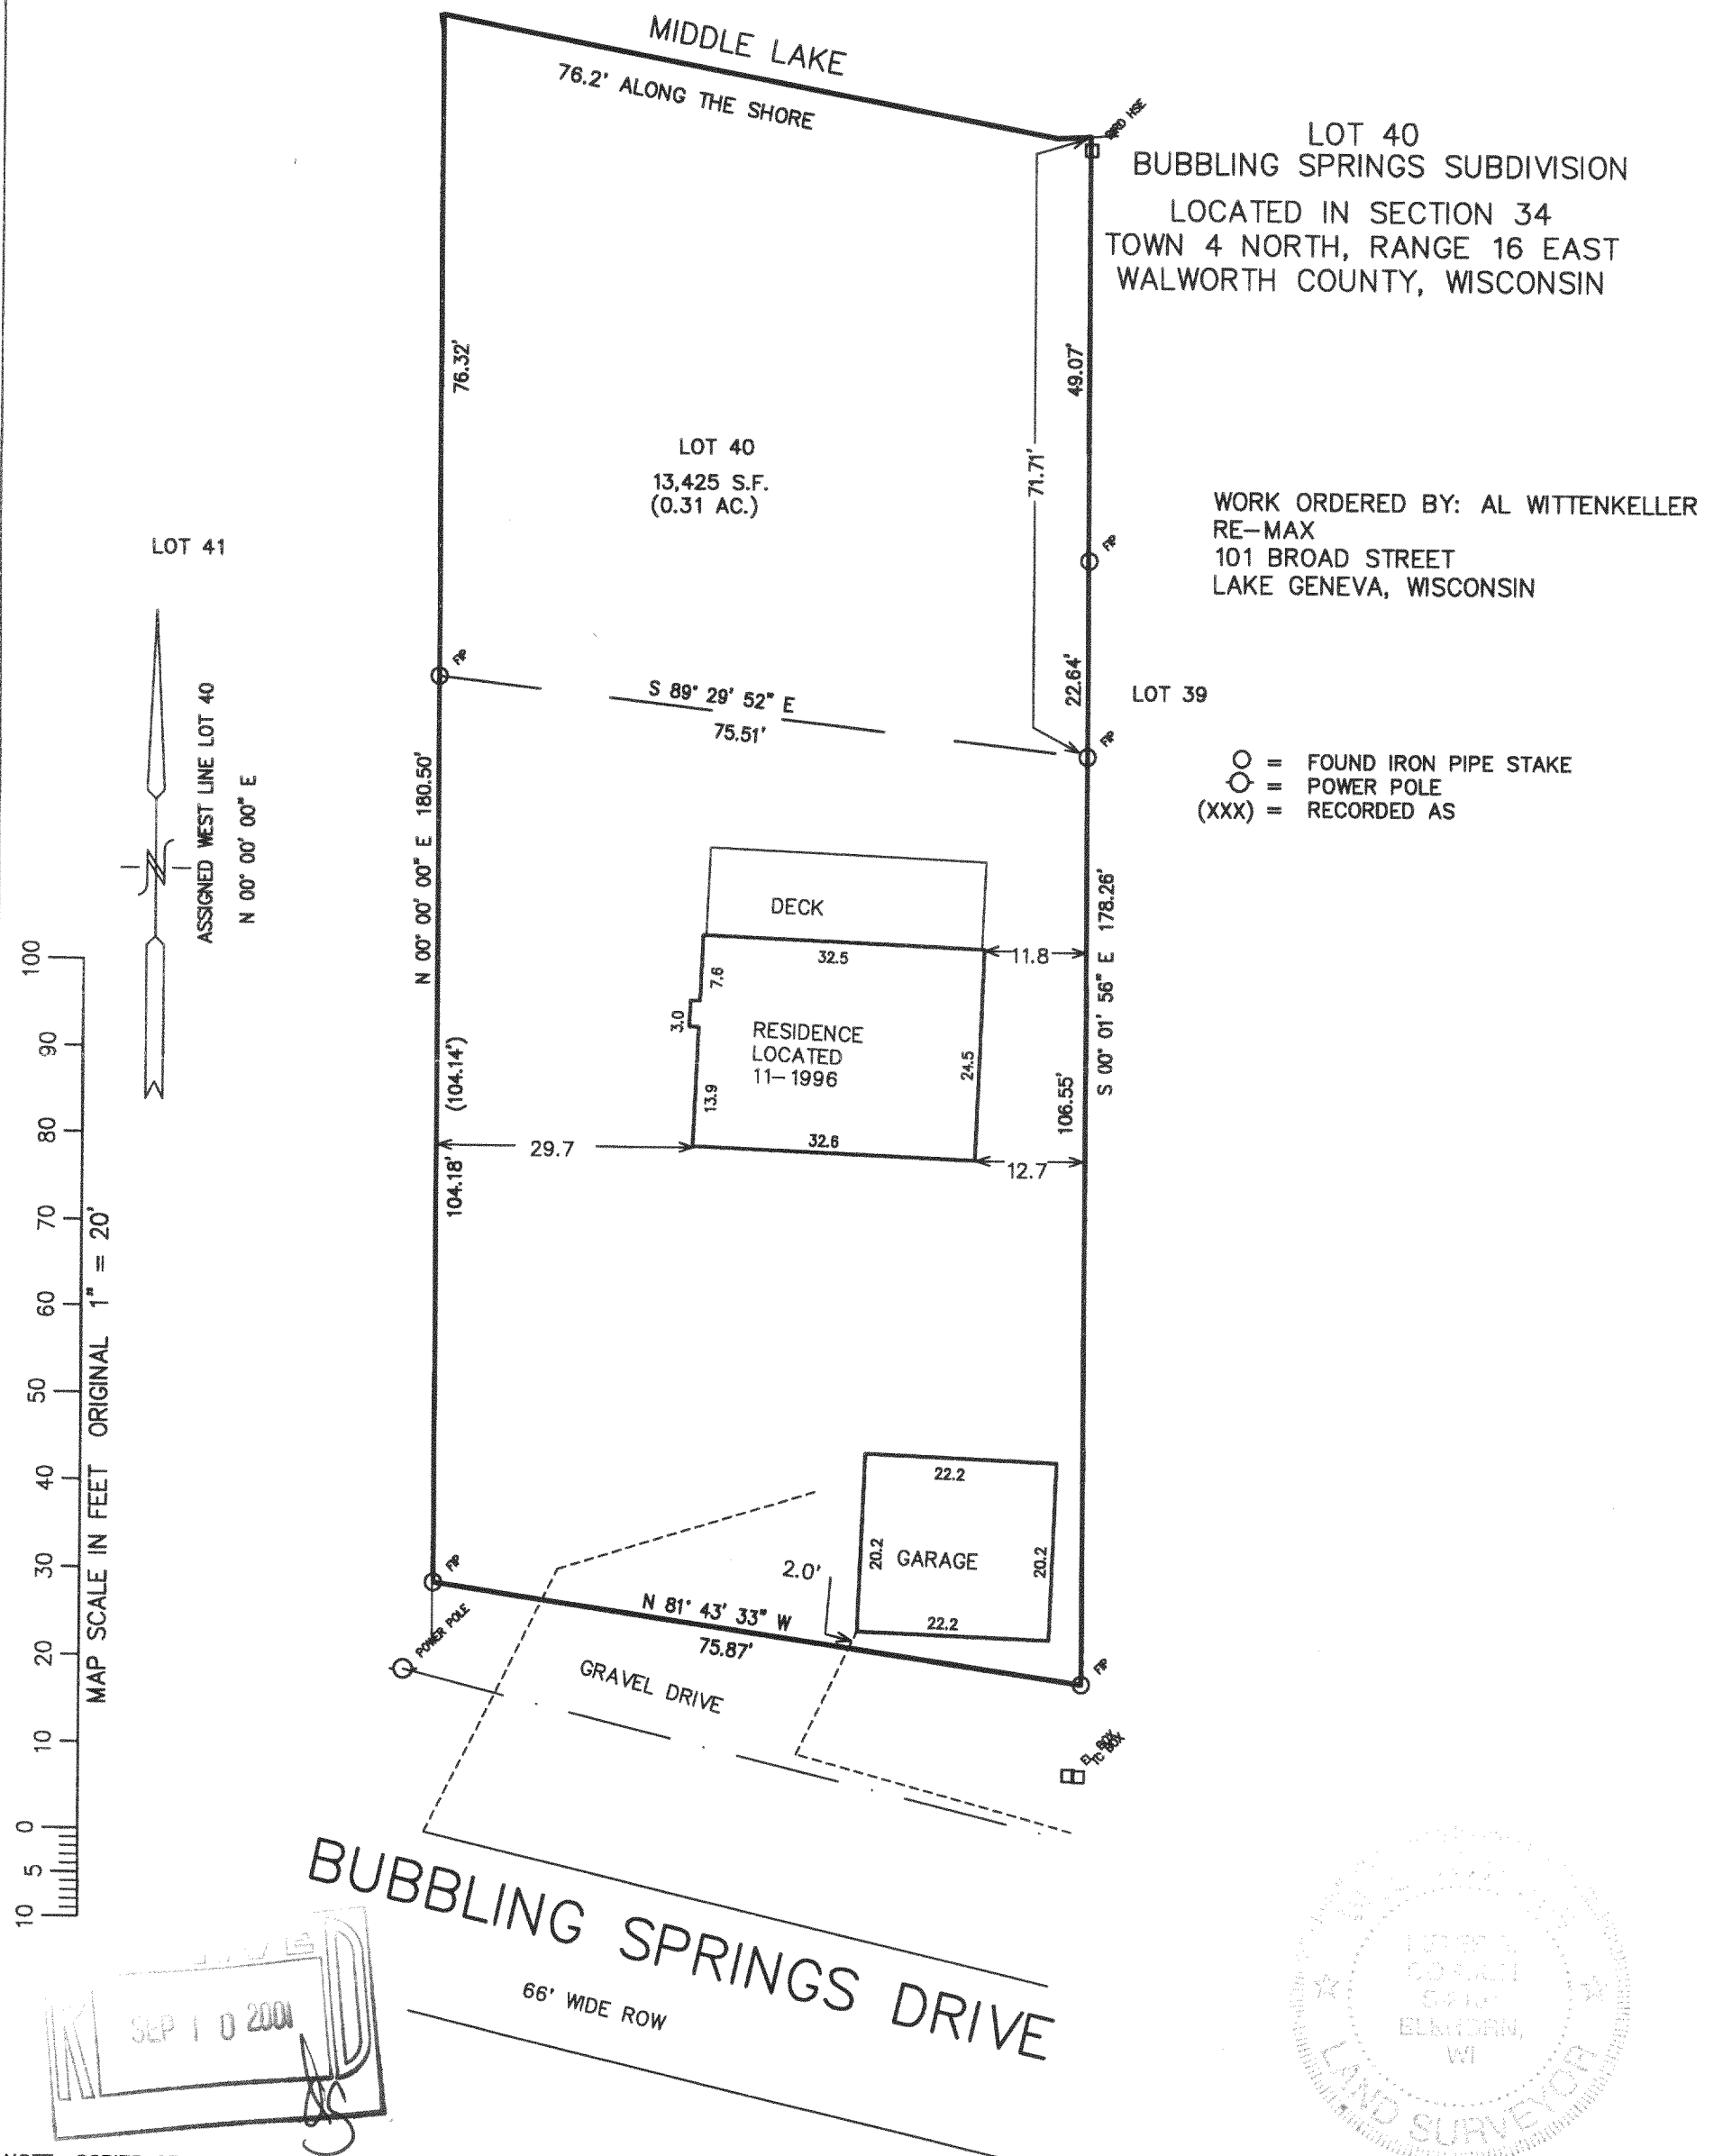 MIDDLE LAKE
76.2' ALONG THE SHORE
BIRD HSE
LOT 40
BUBBLING SPRINGS SUBDIVISION
LOCATED IN SECTION 34
TOWN 4 NORTH, RANGE 16 EAST
WALWORTH COUNTY, WISCONSIN
76.32'
49.07'
71.71'
LOT 40
13,425 S.F.
(0.31 AC.)
WORK ORDERED BY: AL WITTENKELLER
RE-MAX
101 BROAD STREET
LAKE GENEVA, WISCONSIN
LOT 41
FIP
FIP
S 89° 29' 52" E
75.51'
22.64'
FIP
LOT 39
ASSIGNED WEST LINE LOT 40
N 00° 00' 00" E
N
O = FOUND IRON PIPE STAKE
= POWER POLE
(XXX) = RECORDED AS
N 00° 00' 00" E 180.50'
S 00° 01' 56" E 178.26'
DECK
32.5
11.8
7.6
3.0
RESIDENCE
LOCATED
11-1996
24.5
13.9
(104.14')
104.18'
106.55'
29.7
32.6
12.7
100
90
80
70
60
50
40
30
20
10
0
5
10
MAP SCALE IN FEET ORIGINAL 1" = 20'
22.2
20.2
GARAGE
20.2
22.2
2.0'
FIP
N 81° 43' 33" W
75.87'
POWER POLE
GRAVEL DRIVE
FIP
EL BOX
TC BOX
BUBBLING SPRINGS DRIVE
66' WIDE ROW
SEP 10 2001
ELKHORN,
WI
LAND SURVEYOR